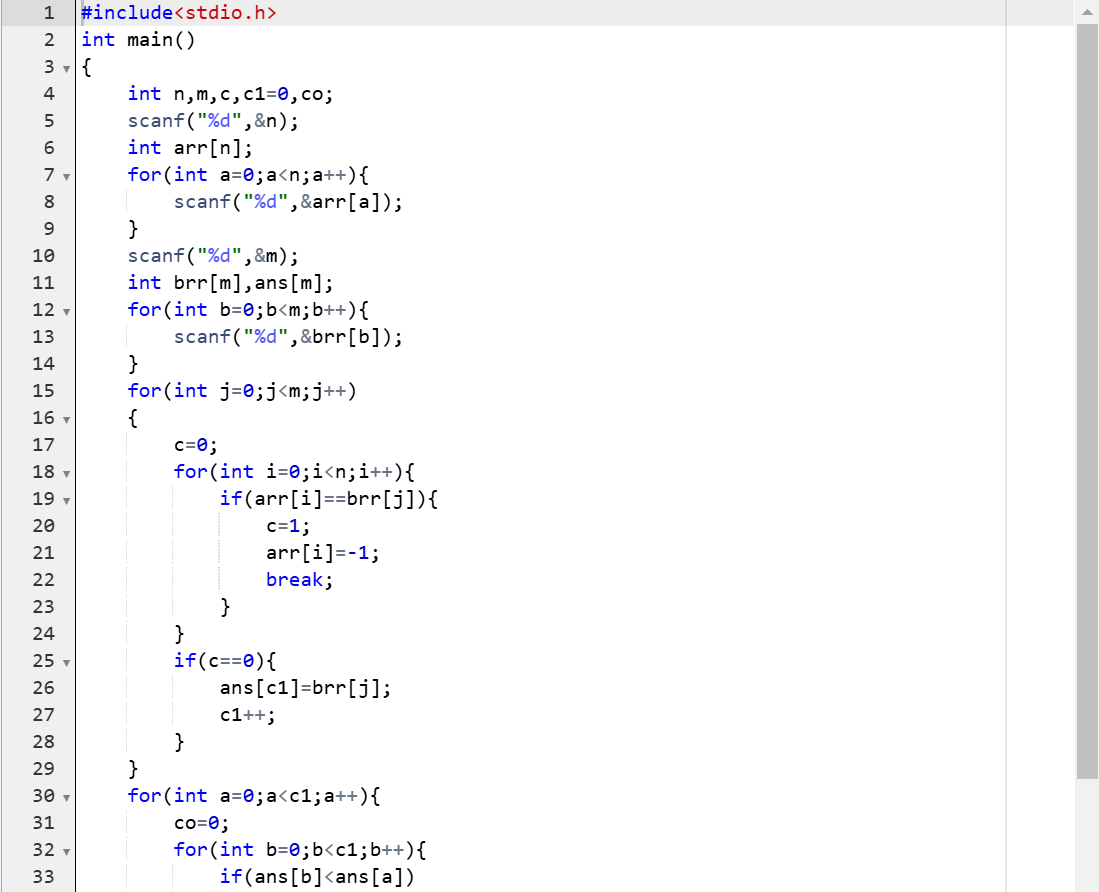 1 #include<stdio.h>
2 int main()
3 {
4     int n,m,c,c1=0,co;
5     scanf("%d",&n);
6     int arr[n];
7     for(int a=0;a<n;a++){
8         scanf("%d",&arr[a]);
9     }
10     scanf("%d",&m);
11     int brr[m],ans[m];
12     for(int b=0;b<m;b++){
13         scanf("%d",&brr[b]);
14     }
15     for(int j=0;j<m;j++)
16     {
17         c=0;
18         for(int i=0;i<n;i++){
19             if(arr[i]==brr[j]){
20                 c=1;
21                 arr[i]=-1;
22                 break;
23             }
24         }
25         if(c==0){
26             ans[c1]=brr[j];
27             c1++;
28         }
29     }
30     for(int a=0;a<c1;a++){
31         co=0;
32         for(int b=0;b<c1;b++){
33             if(ans[b]<ans[a])